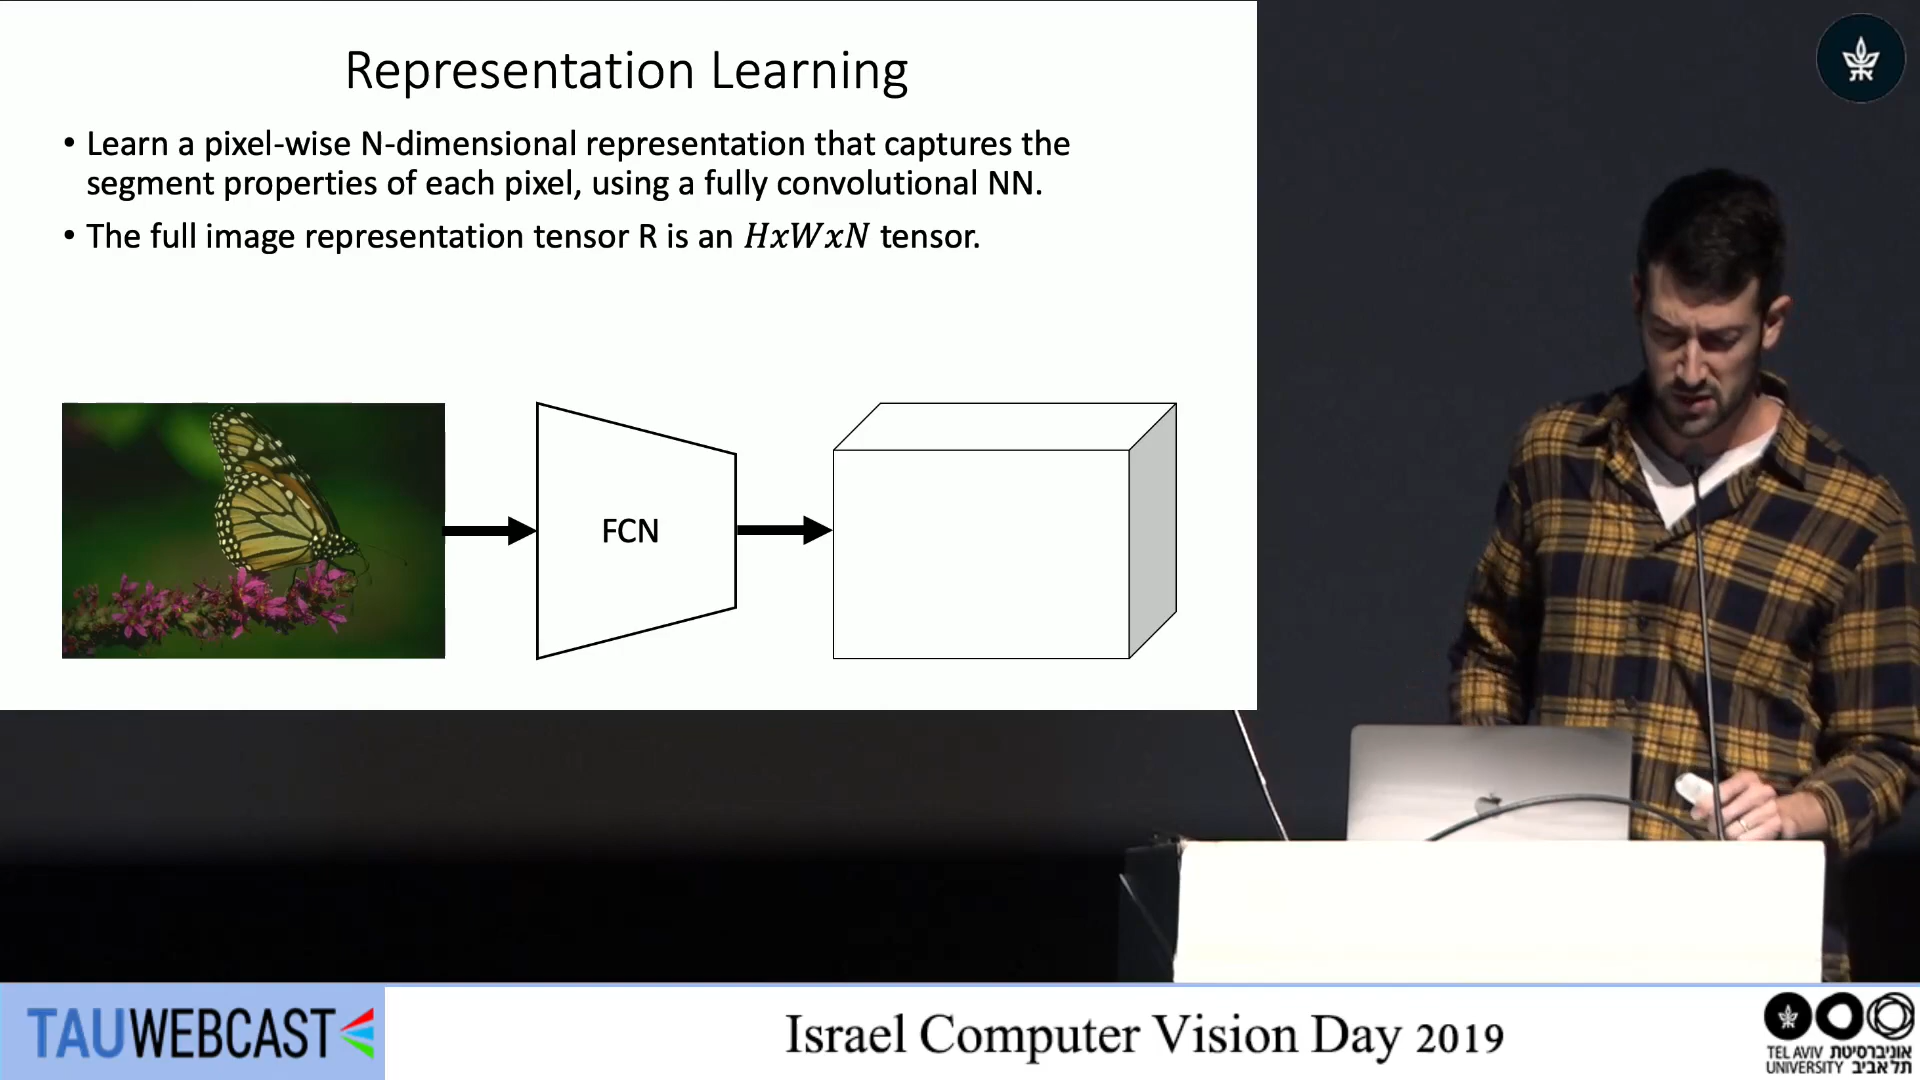 Representation Learning
• Learn a pixel-wise N-dimensional representation that captures the
segment properties of each pixel, using a fully convolutional NN.
• The full image representation tensor R is an HxWxN tensor.
FCN
TAUWEBCAST
Israel Computer Vision Day 2019
TEL AVIV אוניברסיטת
UNIVERSITY תל אביב